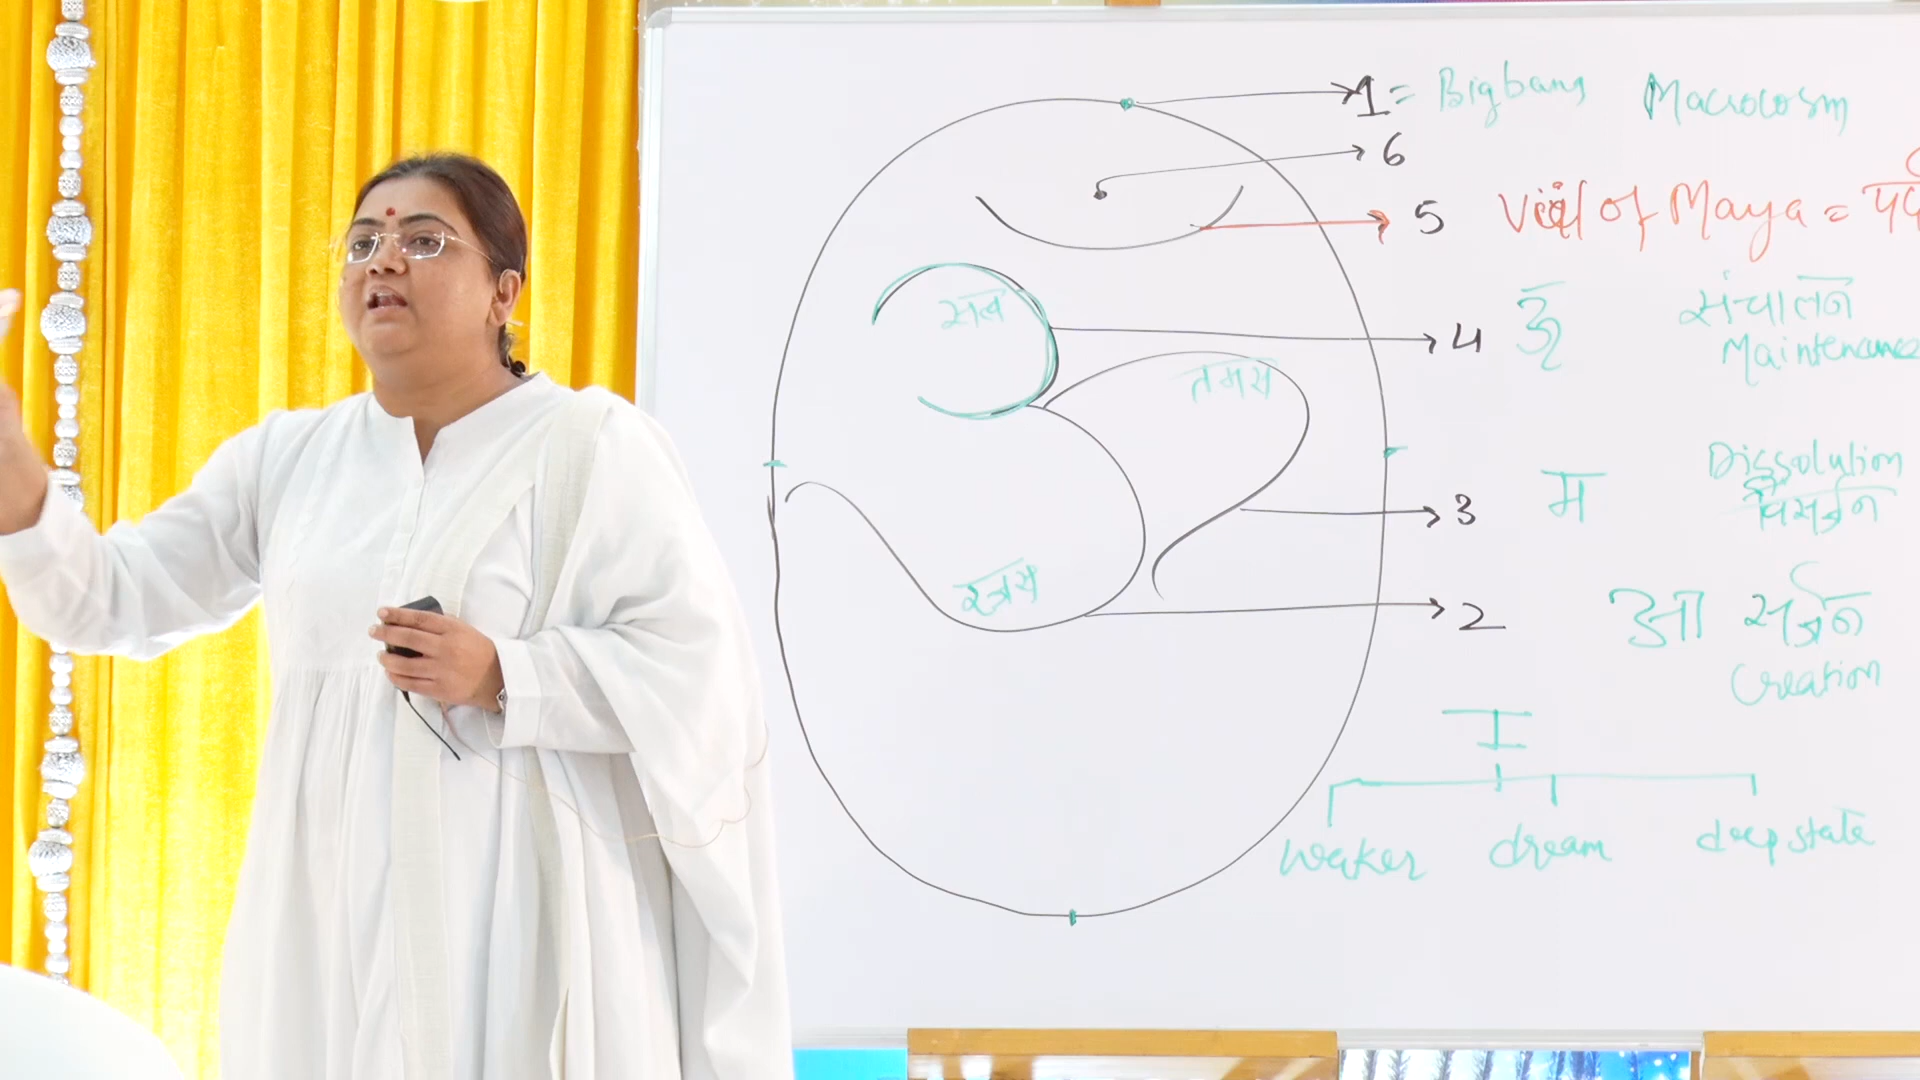 1 = Bigbang Macrocosm
6
5 Veil of Maya =
सत्व
4 ऊ संचालन
Maintenance
तमस
Dissolution
3 म विसर्जन
रजस
2 आ सर्जन
Creation
I
waker dream deep state